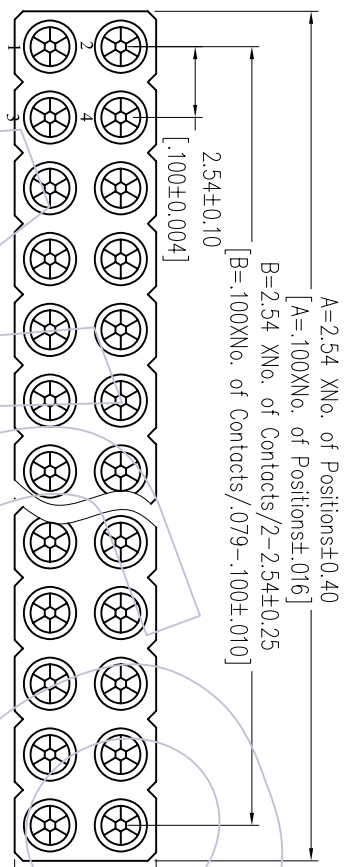 A=2.54 XNo. of Positions±0.40
[A=.100XNo. of Positions±.016]
B=2.54 XNo. of Contacts/2-2.54±0.25
[B=.100XNo. of Contacts/.079-.100±.010]
2.54±0.10
[.100±0.004]
2 4
1 3